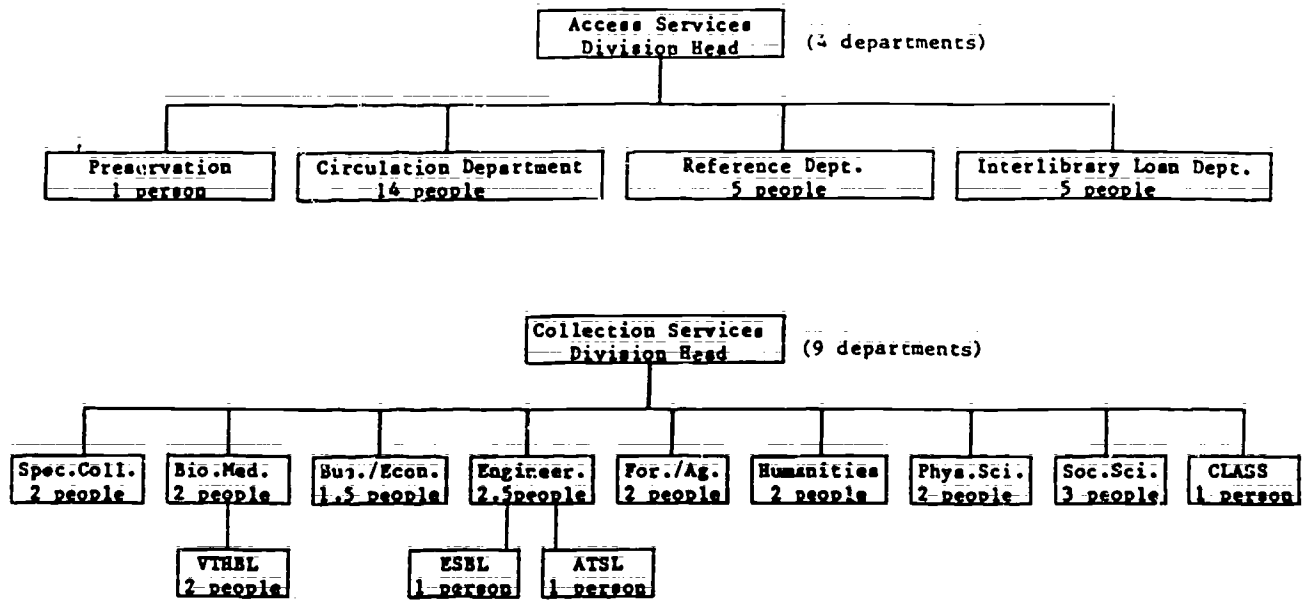 Access Services
Division Head
(4 departments)
Preservation
1 person
Circulation Department
14 people
Reference Dept.
5 people
Interlibrary Loan Dept.
5 people
Collection Services
Division Head
(9 departments)
Spec.Coll.
2 people
Bio.Med.
2 people
Bus./Econ.
1.5 people
Engineer.
2.5 people
For./Ag.
2 people
Humanities
2 people
Phys.Sci.
2 people
Soc.Sci.
3 people
CLASS
1 person
VTHBL
2 people
ESBL
1 person
ATSL
1 person